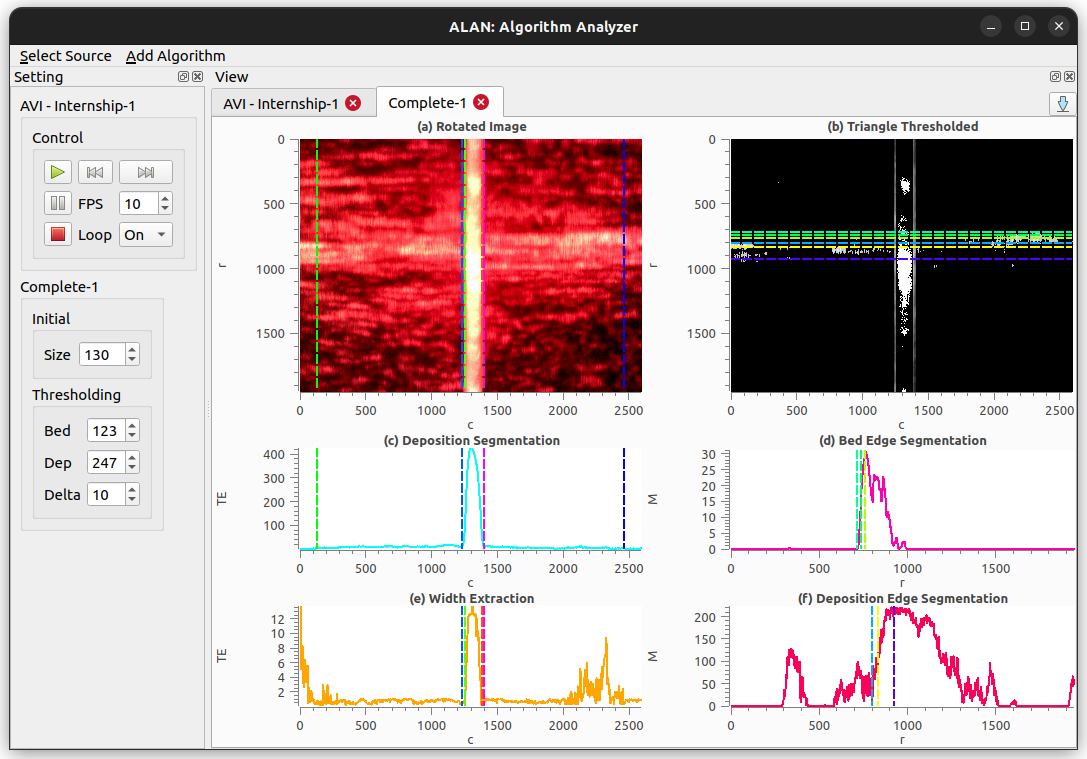 ALAN: Algorithm Analyzer
Select Source Add Algorithm
Setting
View
AVI - Internship-1
Control
FPS 10
Loop On
Complete-1
Initial
Size 130
Thresholding
Bed 123
Dep 247
Delta 10
AVI - Internship-1 Complete-1
(a) Rotated Image
0
500
1000
1500
r
0 500 1000 1500 2000 2500
c
(b) Triangle Thresholded
0
500
1000
1500
r
0 500 1000 1500 2000 2500
c
(c) Deposition Segmentation
400
300
200
100
TE
0 500 1000 1500 2000 2500
c
(d) Bed Edge Segmentation
30
25
20
15
10
5
0
M
0 500 1000 1500
r
(e) Width Extraction
12
10
8
6
4
2
TE
0 500 1000 1500 2000 2500
c
(f) Deposition Edge Segmentation
200
150
100
50
0
M
0 500 1000 1500
r